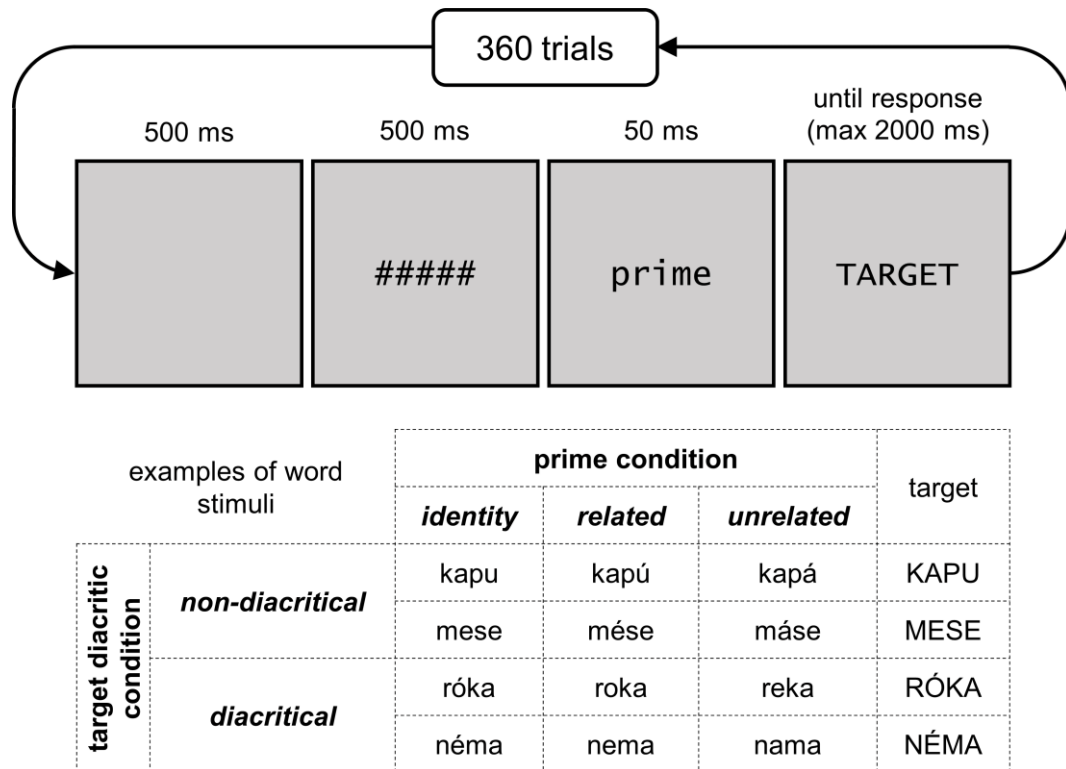 360 trials
500 ms
500 ms
50 ms
until response
(max 2000 ms)
#####
prime
TARGET
examples of word
stimuli
prime condition
target
identity
related
unrelated
target diacritic
condition
non-diacritical
kapu
kapú
kapá
KAPU
mese
mése
máse
MESE
diacritical
róka
roka
reka
RÓKA
néma
nema
nama
NÉMA